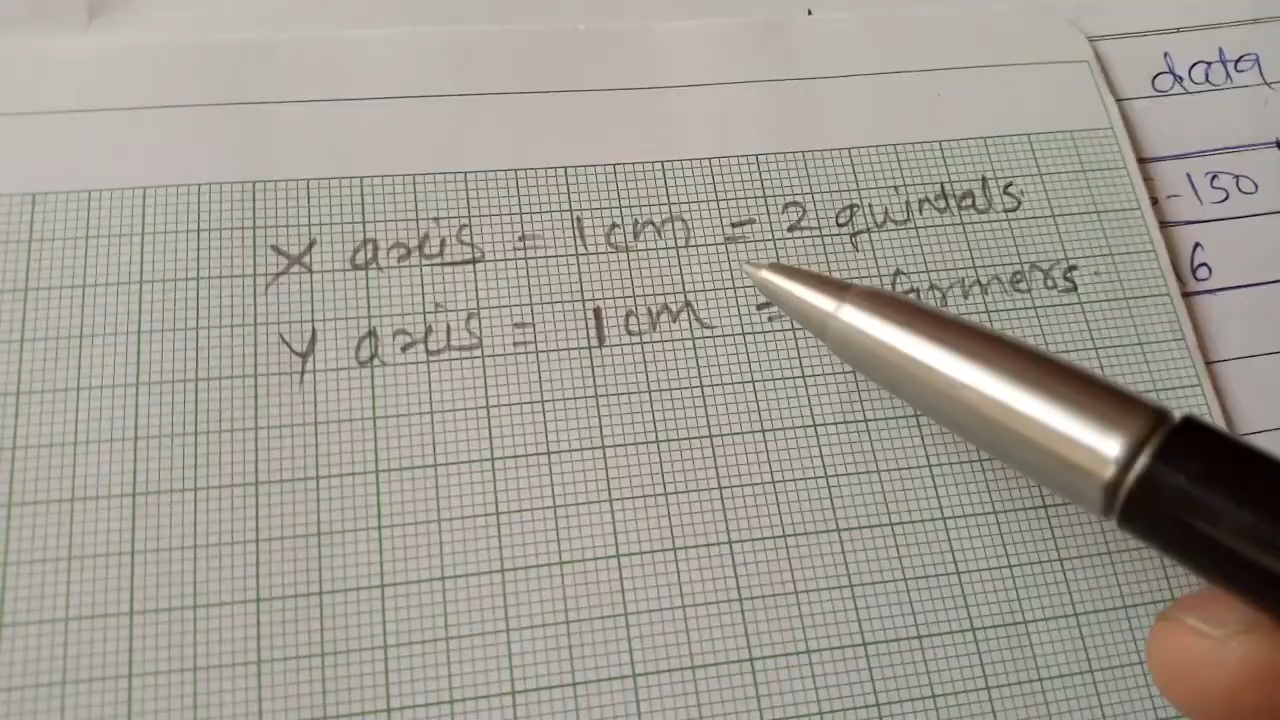 X axis = 1cm = 2 quintals.
Y axis = 1cm = farmers.
data
-150
6